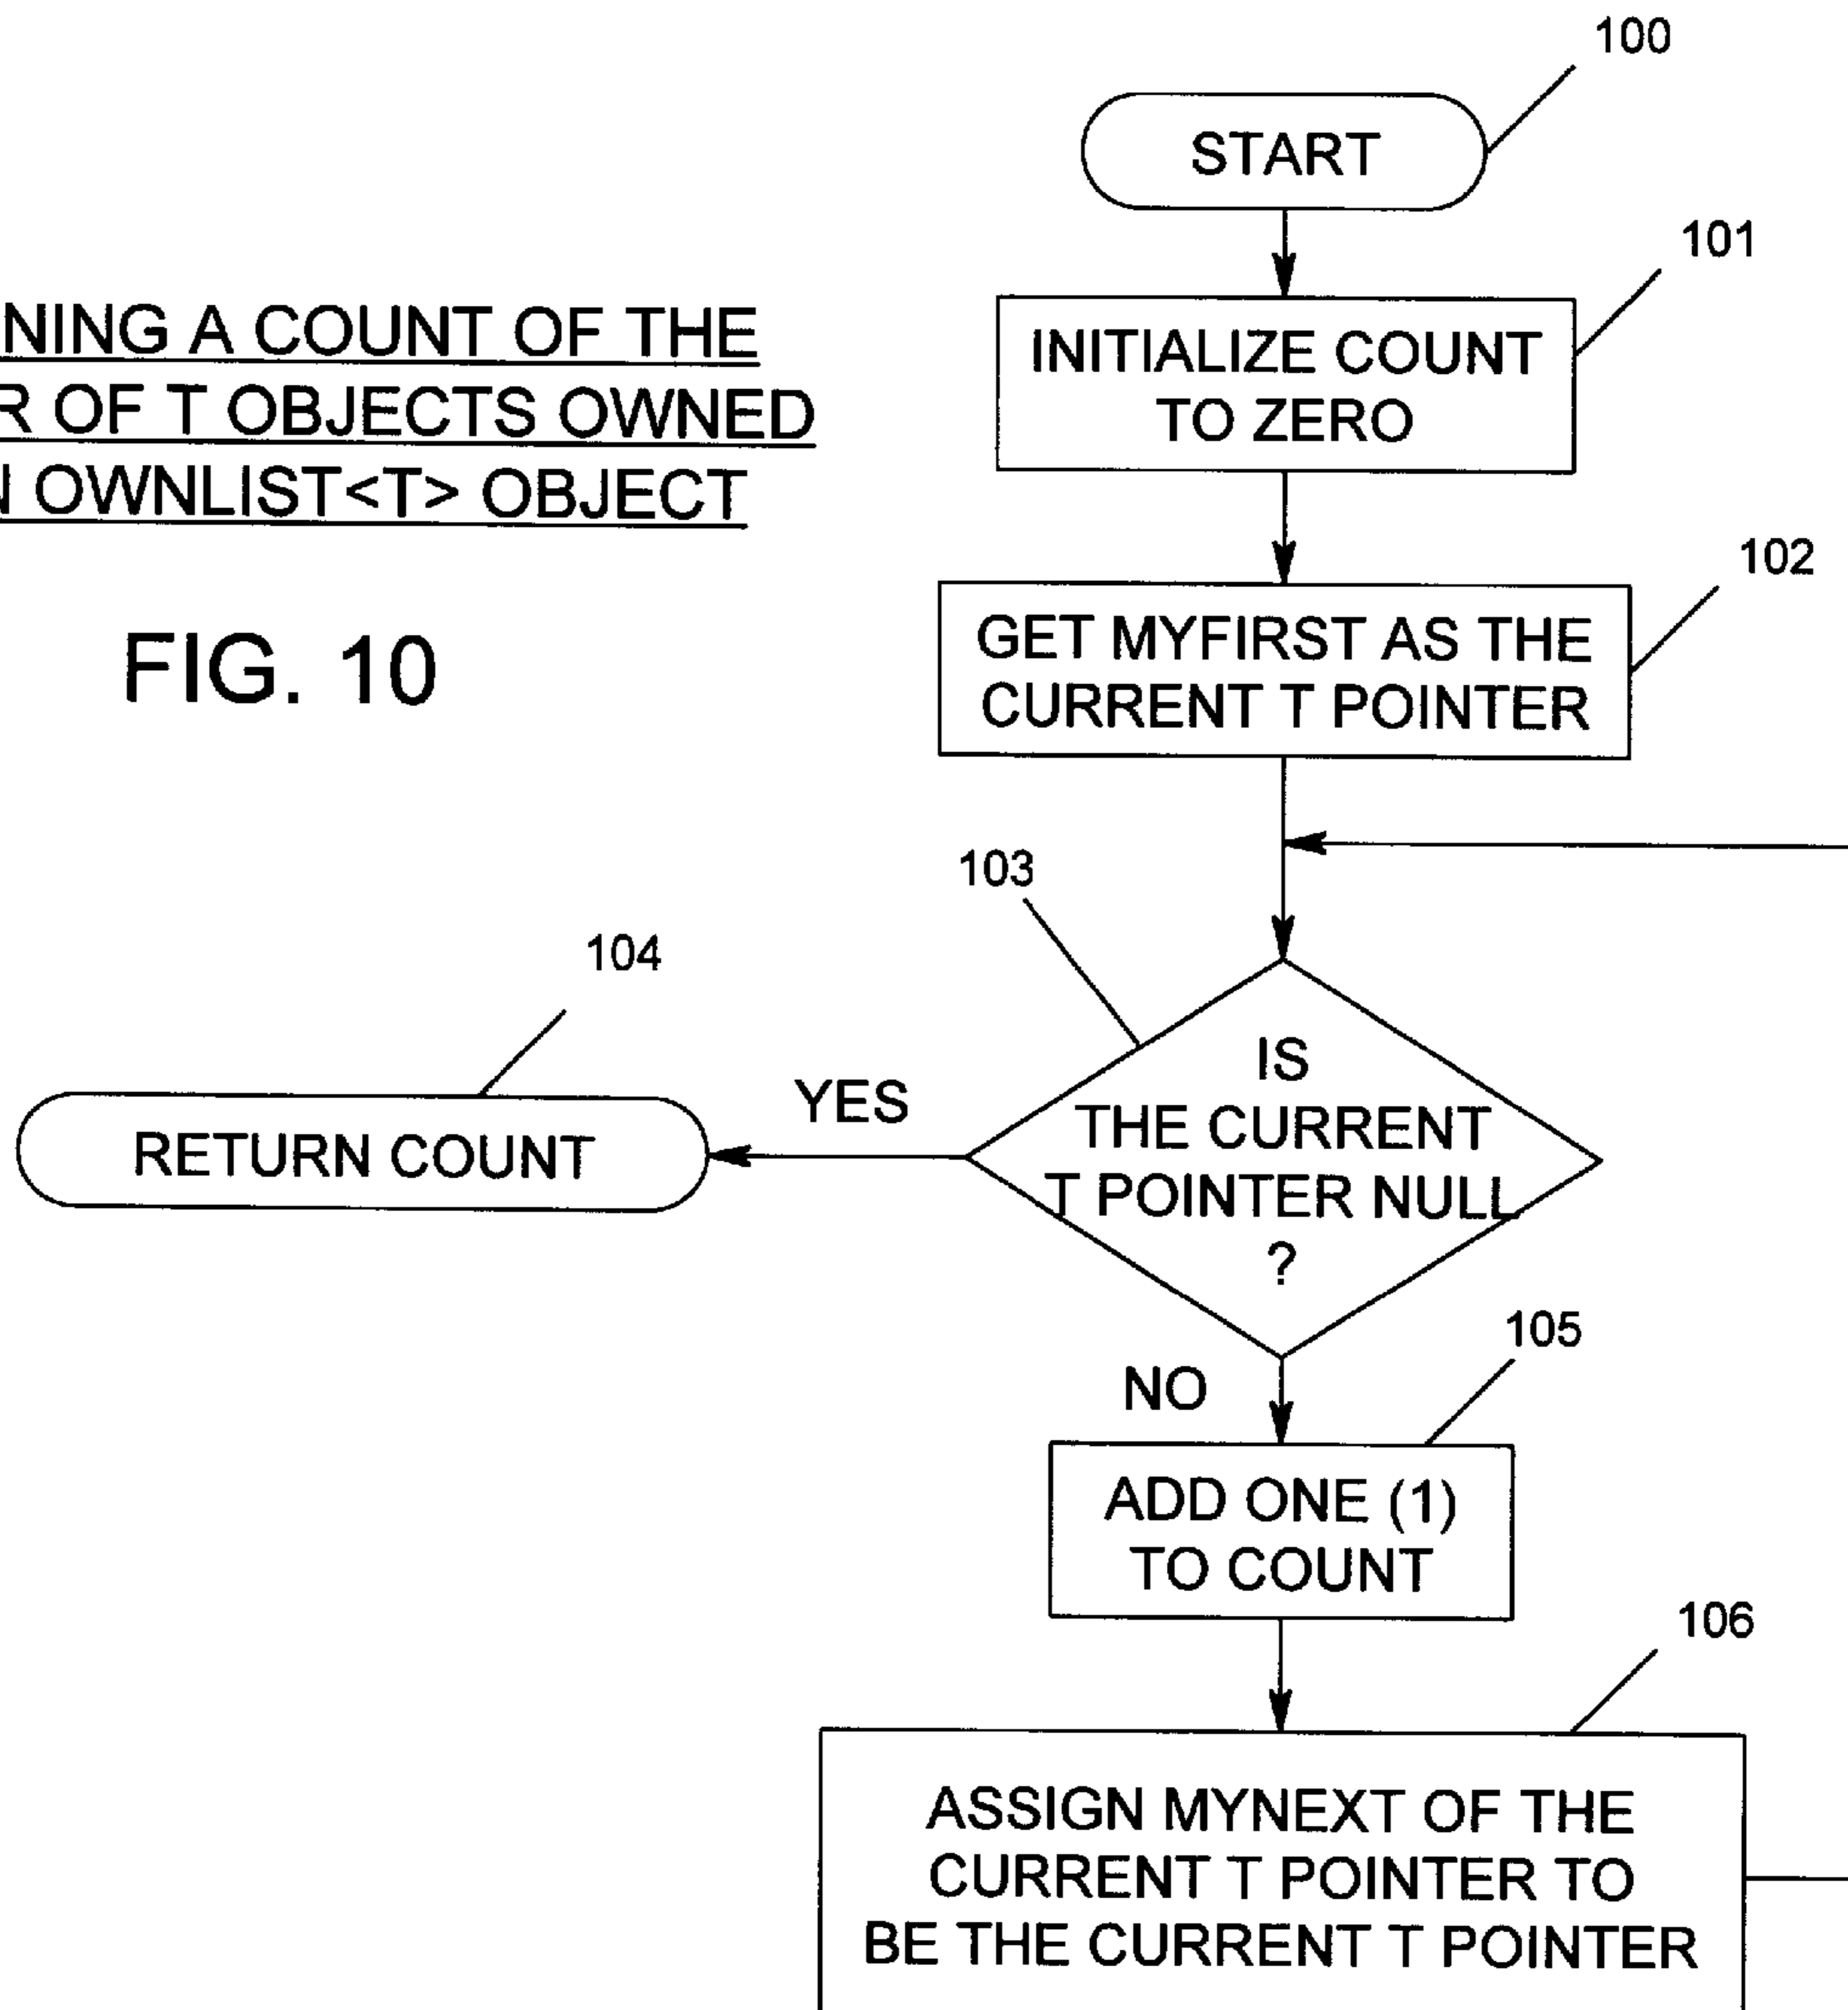 100
START
101
INITIALIZE COUNT
TO ZERO
NING A COUNT OF THE
R OF T OBJECTS OWNED
N OWNLIST<T> OBJECT
FIG. 10
102
GET MYFIRST AS THE
CURRENT T POINTER
103
104
IS
THE CURRENT
T POINTER NULL
?
YES
RETURN COUNT
NO
105
ADD ONE (1)
TO COUNT
106
ASSIGN MYNEXT OF THE
CURRENT T POINTER TO
BE THE CURRENT T POINTER